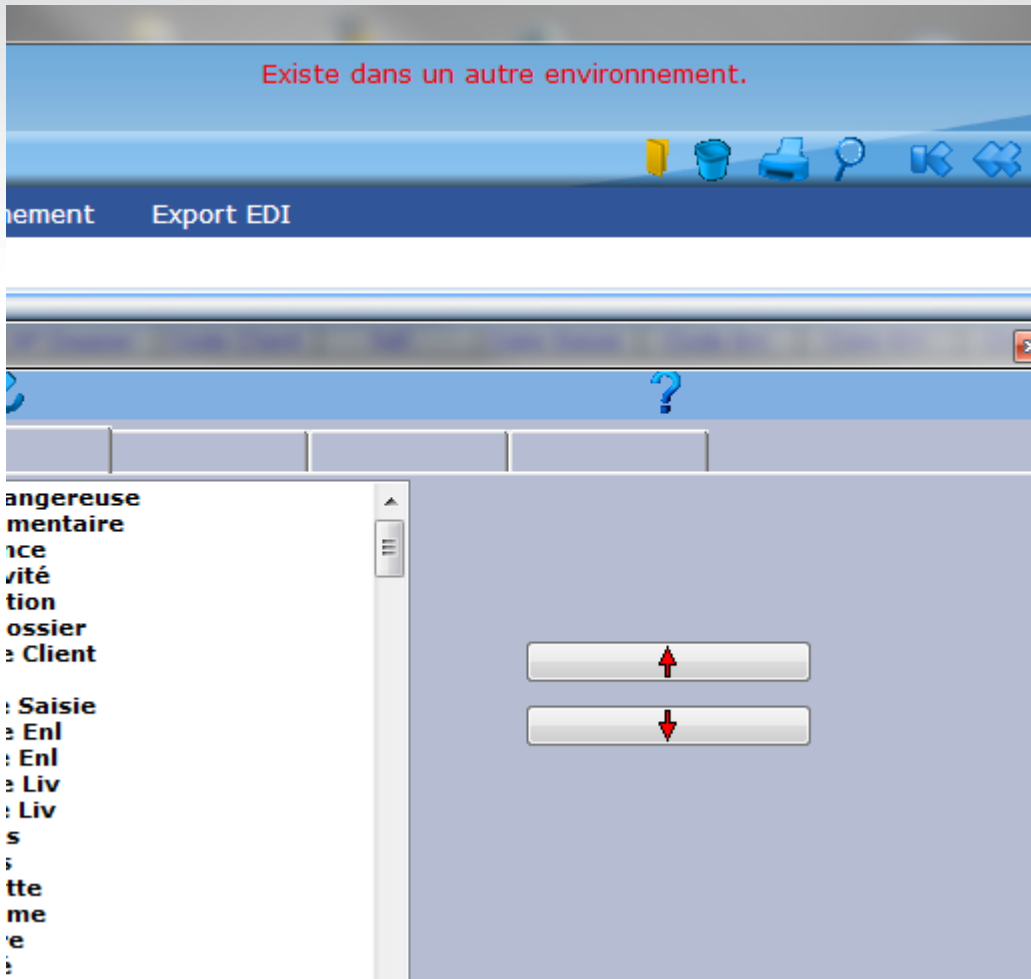 Existe dans un autre environnement.
nement Export EDI
angereuse
mentaire
nce
vité
tion
ossier
e Client
e Saisie
e Enl
e Enl
e Liv
e Liv
s
s
tte
me
re
é